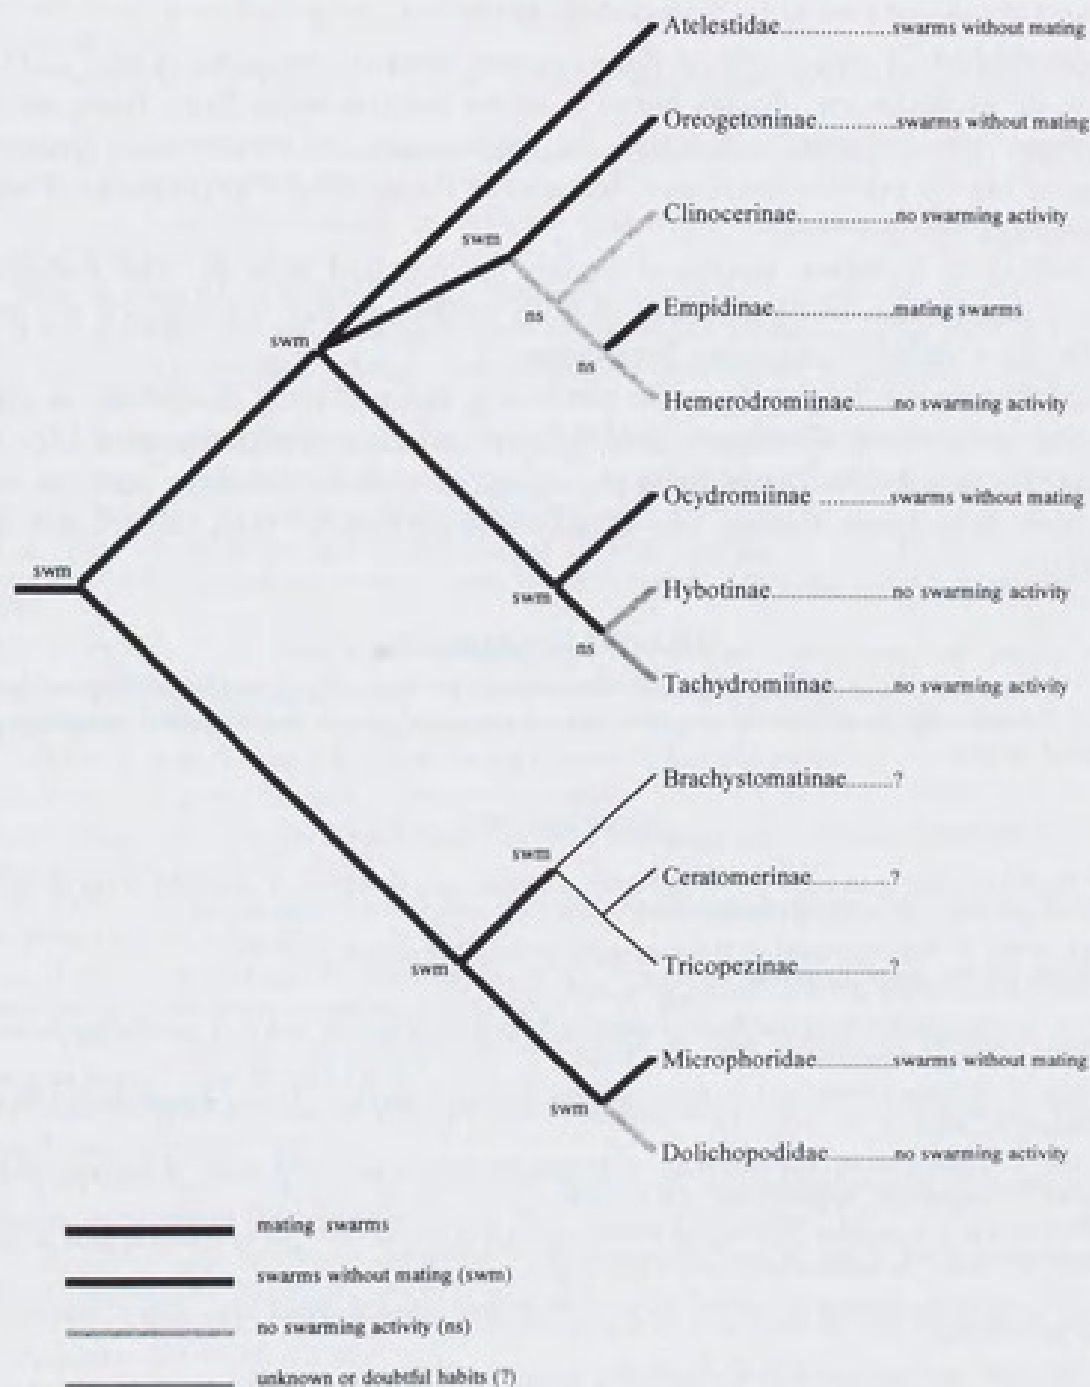 Atelestidae....................swarms without mating
Oreogetoninae..............swarms without mating
swm
Clinocerinae..................no swarming activity
ns
Empidinae......................mating swarms
swm
ns
Hemerodromiinae.......no swarming activity
Ocydromiinae .............swarms without mating
swm
Hybotinae......................no swarming activity
swm
ns
Tachydromiinae...........no swarming activity
Brachystomatinae........?
swm
Ceratomerinae..............?
Tricopezinae.................?
swm
Microphoridae..............swarms without mating
swm
Dolichopodidae............no swarming activity
mating swarms
swarms without mating (swm)
no swarming activity (ns)
unknown or doubtful habits (?)